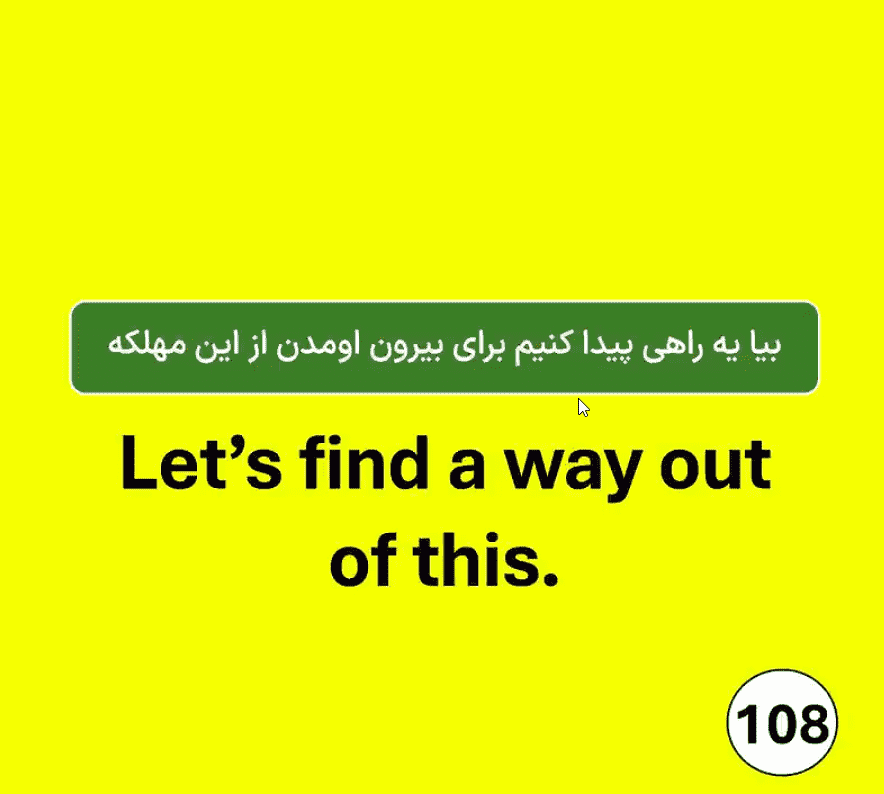 بیا یه راهی پیدا کنیم برای بیرون اومدن از این مهلکه
Let’s find a way out
of this.
108